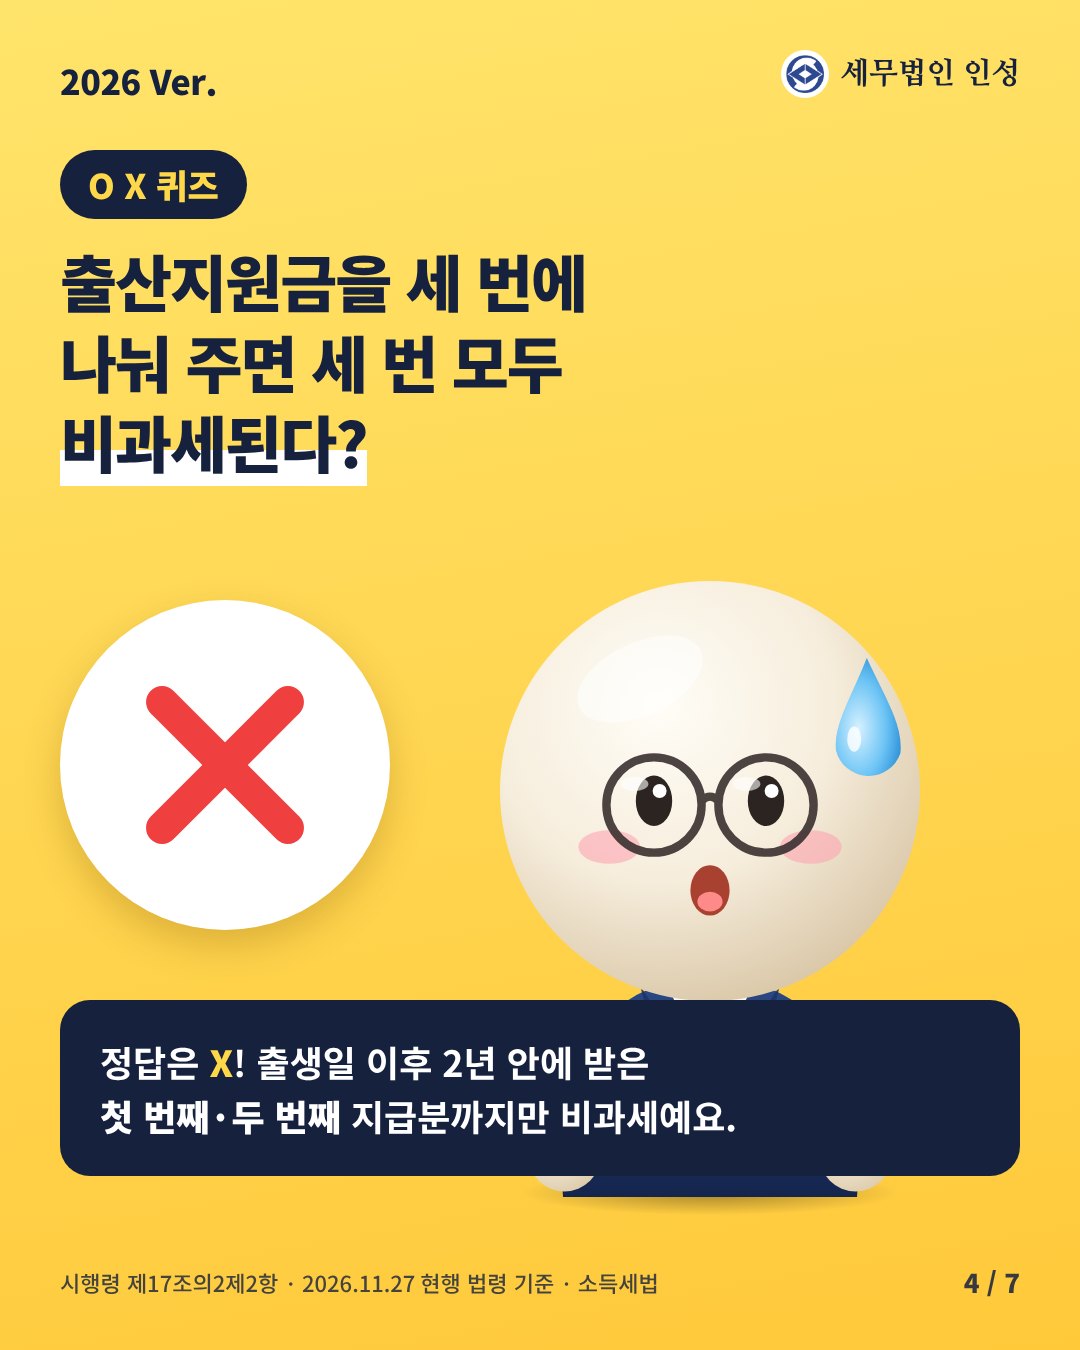 2026 Ver.
세무법인 인성
O X 퀴즈
출산지원금을 세 번에
나눠 주면 세 번 모두
비과세된다?
정답은 X! 출생일 이후 2년 안에 받은
첫 번째·두 번째 지급분까지만 비과세예요.
시행령 제17조의2제2항 · 2026.11.27 현행 법령 기준 · 소득세법
4 / 7